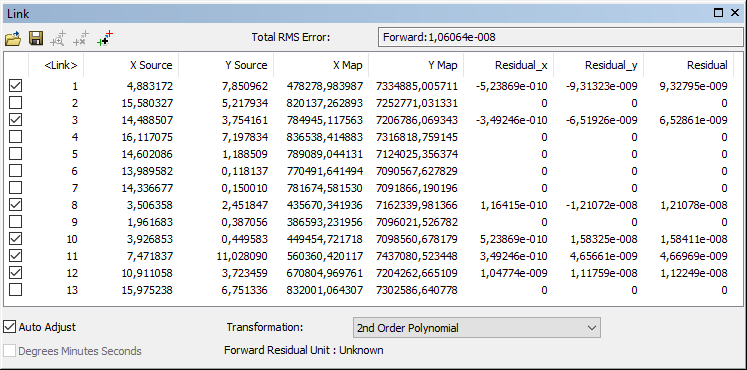 Link
Total RMS Error: Forward:1,06064e-008
<Link> X Source Y Source X Map Y Map Residual_x Residual_y Residual
1 4,883172 7,850962 478278,983987 7334885,005711 -5,23869e-010 -9,31323e-009 9,32795e-009
2 15,580327 5,217934 820137,262893 7252771,031331 0 0 0
3 14,488507 3,754161 784945,117563 7206786,069343 -3,49246e-010 -6,51926e-009 6,52861e-009
4 16,117075 7,197834 836538,414883 7316818,759145 0 0 0
5 14,602086 1,188509 789089,044131 7124025,356374 0 0 0
6 13,989582 0,118137 770491,641494 7090567,627829 0 0 0
7 14,336677 0,150010 781674,581530 7091866,190196 0 0 0
8 3,506358 2,451847 435670,341936 7162339,981366 1,16415e-010 -1,21072e-008 1,21078e-008
9 1,961683 0,387056 386593,231956 7096021,526782 0 0 0
10 3,926853 0,449583 449454,721718 7098560,678179 5,23869e-010 1,58325e-008 1,58411e-008
11 7,471837 11,028090 560360,420117 7437080,523448 3,49246e-010 4,65661e-009 4,66969e-009
12 10,911058 3,723459 670804,969761 7204262,665109 1,04774e-009 1,11759e-008 1,12249e-008
13 15,975238 6,751336 832001,064307 7302586,640778 0 0 0
Auto Adjust Transformation: 2nd Order Polynomial
Degrees Minutes Seconds Forward Residual Unit : Unknown